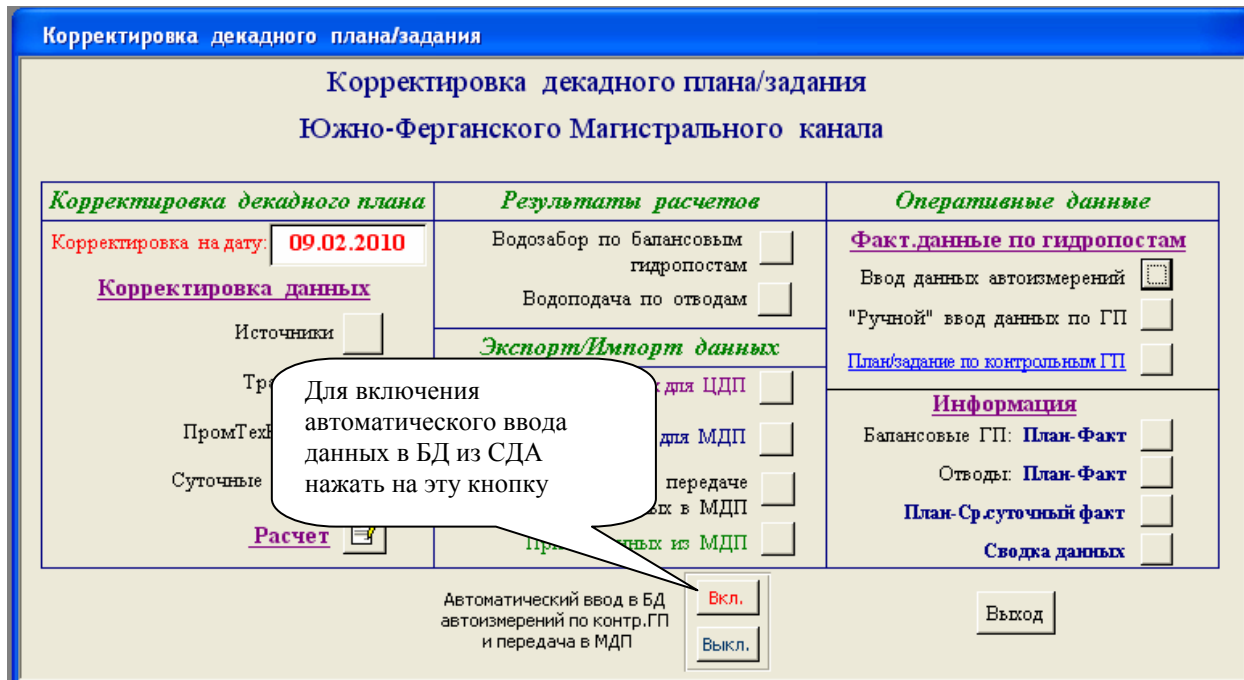 Корректировка декадного плана/задания
Корректировка декадного плана/задания
Южно-Ферганского Магистрального канала
Корректировка декадного плана
Корректировка на дату: 09.02.2010
Корректировка данных
Источники
Суточные
Расчет
Результаты расчетов
Водозабор по балансовым
гидропостам
Водоподача по отводам
Экспорт/Импорт данных
для ЦДП
для МДП
передаче
в МДП
из МДП
Оперативные данные
Факт.данные по гидропостам
Ввод данных автоизмерений
"Ручной" ввод данных по ГП
План/задание по контрольным ГП
Информация
Балансовые ГП: План-Факт
Отводы: План-Факт
План-Ср.суточный факт
Сводка данных
Для включения
автоматического ввода
данных в БД из СДА
нажать на эту кнопку
Автоматический ввод в БД
автоизмерений по контр.ГП
и передача в МДП
Вкл.
Выкл.
Выход